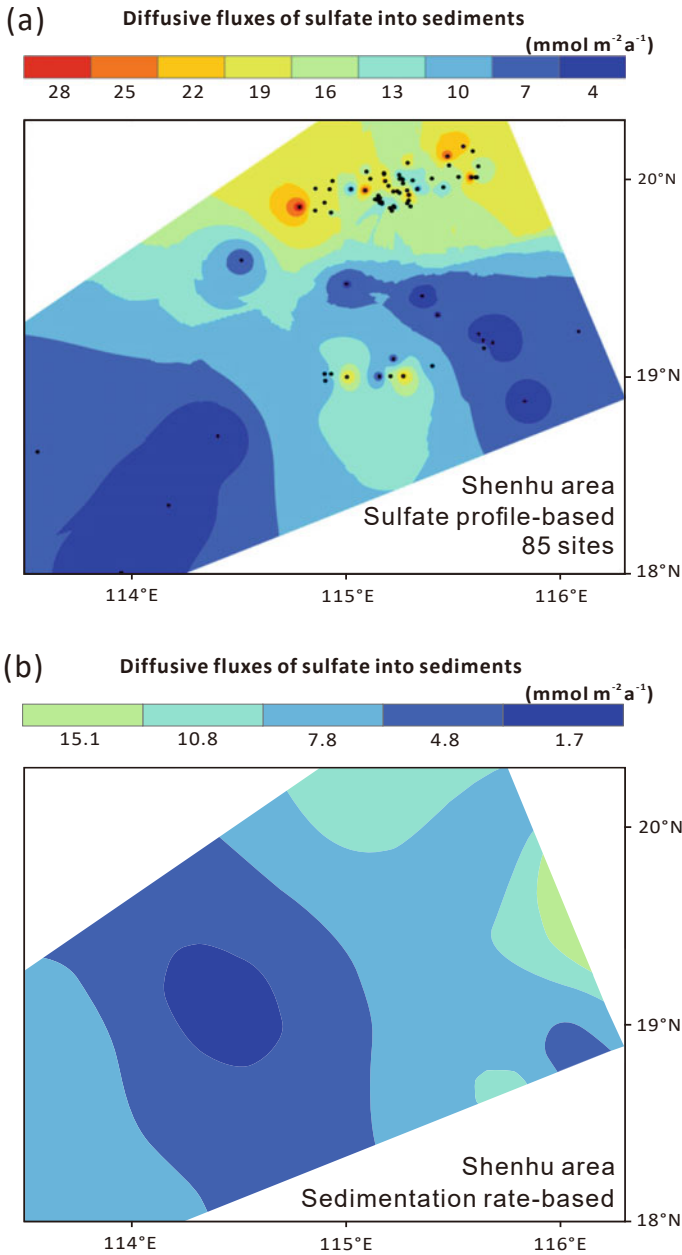 (a)
Diffusive fluxes of sulfate into sediments
(mmol m⁻² a⁻¹)
28 25 22 19 16 13 10 7 4
20°N
19°N
Shenhu area
Sulfate profile-based
85 sites
18°N
114°E 115°E 116°E
(b)
Diffusive fluxes of sulfate into sediments
(mmol m⁻² a⁻¹)
15.1 10.8 7.8 4.8 1.7
20°N
19°N
Shenhu area
Sedimentation rate-based
18°N
114°E 115°E 116°E